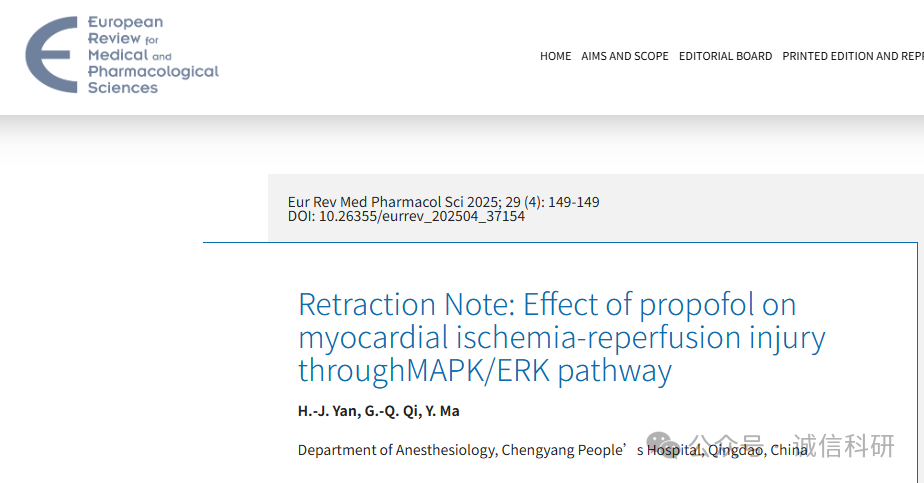 European
Review for
Medical and
Pharmacological
Sciences
HOME AIMS AND SCOPE EDITORIAL BOARD PRINTED EDITION AND REP
Eur Rev Med Pharmacol Sci 2025; 29 (4): 149-149
DOI: 10.26355/eurrev_202504_37154
Retraction Note: Effect of propofol on
myocardial ischemia-reperfusion injury
throughMAPK/ERK pathway
H.-J. Yan, G.-Q. Qi, Y. Ma
Department of Anesthesiology, Chengyang People’s Hospital, Qingdao, China
公众号 · 诚信科研